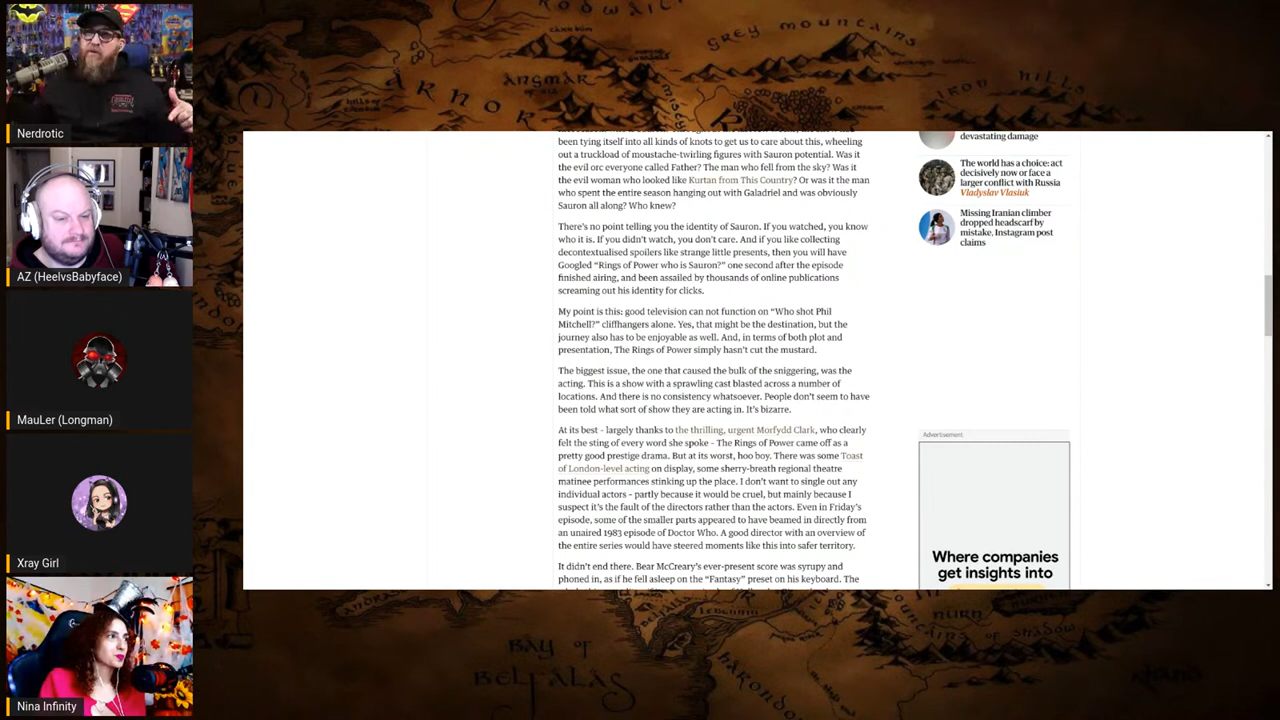 Nerdrotic
AZ (HeelvsBabyface)
MauLer (Longman)
Xray Girl
Nina Infinity
GREY MOUNTAINS
IRON HILLS
ANGMAR
ARNOR
been tying itself into all kinds of knots to get us to care about this, wheeling
out a truckload of moustache-twirling figures with Sauron potential. Was it
the evil orc everyone called Father? The man who fell from the sky? Was it
the evil woman who looked like Kurtan from This Country? Or was it the man
who spent the entire season hanging out with Galadriel and was obviously
Sauron all along? Who knew?
There's no point telling you the identity of Sauron. If you watched, you know
who it is. If you didn't watch, you don't care. And if you like collecting
decontextualised spoilers like strange little presents, then you will have
Googled “Rings of Power who is Sauron?” one second after the episode
finished airing, and been assailed by thousands of online publications
screaming out his identity for clicks.
My point is this: good television can not function on “Who shot Phil
Mitchell?” cliffhangers alone. Yes, that might be the destination, but the
journey also has to be enjoyable as well. And, in terms of both plot and
presentation, The Rings of Power simply hasn't cut the mustard.
The biggest issue, the one that caused the bulk of the sniggering, was the
acting. This is a show with a sprawling cast blasted across a number of
locations. And there is no consistency whatsoever. People don't seem to have
been told what sort of show they are acting in. It's bizarre.
At its best – largely thanks to the thrilling, urgent Morfydd Clark, who clearly
felt the sting of every word she spoke – The Rings of Power came off as a
pretty good prestige drama. But at its worst, hoo boy. There was some Toast
of London-level acting on display, some sherry-breath regional theatre
matinee performances stinking up the place. I don't want to single out any
individual actors – partly because it would be cruel, but mainly because I
suspect it's the fault of the directors rather than the actors. Even in Friday's
episode, some of the smaller parts appeared to have beamed in directly from
an unaired 1983 episode of Doctor Who. A good director with an overview of
the entire series would have steered moments like this into safer territory.
It didn't end there. Bear McCreary's ever-present score was syrupy and
phoned in, as if he fell asleep on the “Fantasy” preset on his keyboard. The
devastating damage
The world has a choice: act
decisively now or face a
larger conflict with Russia
Vladyslav Vlasiuk
Missing Iranian climber
dropped headscarf by
mistake, Instagram post
claims
Advertisement
Where companies
get insights into
BAY OF
BELFALAS
HARONDOR
NURN
KHAND